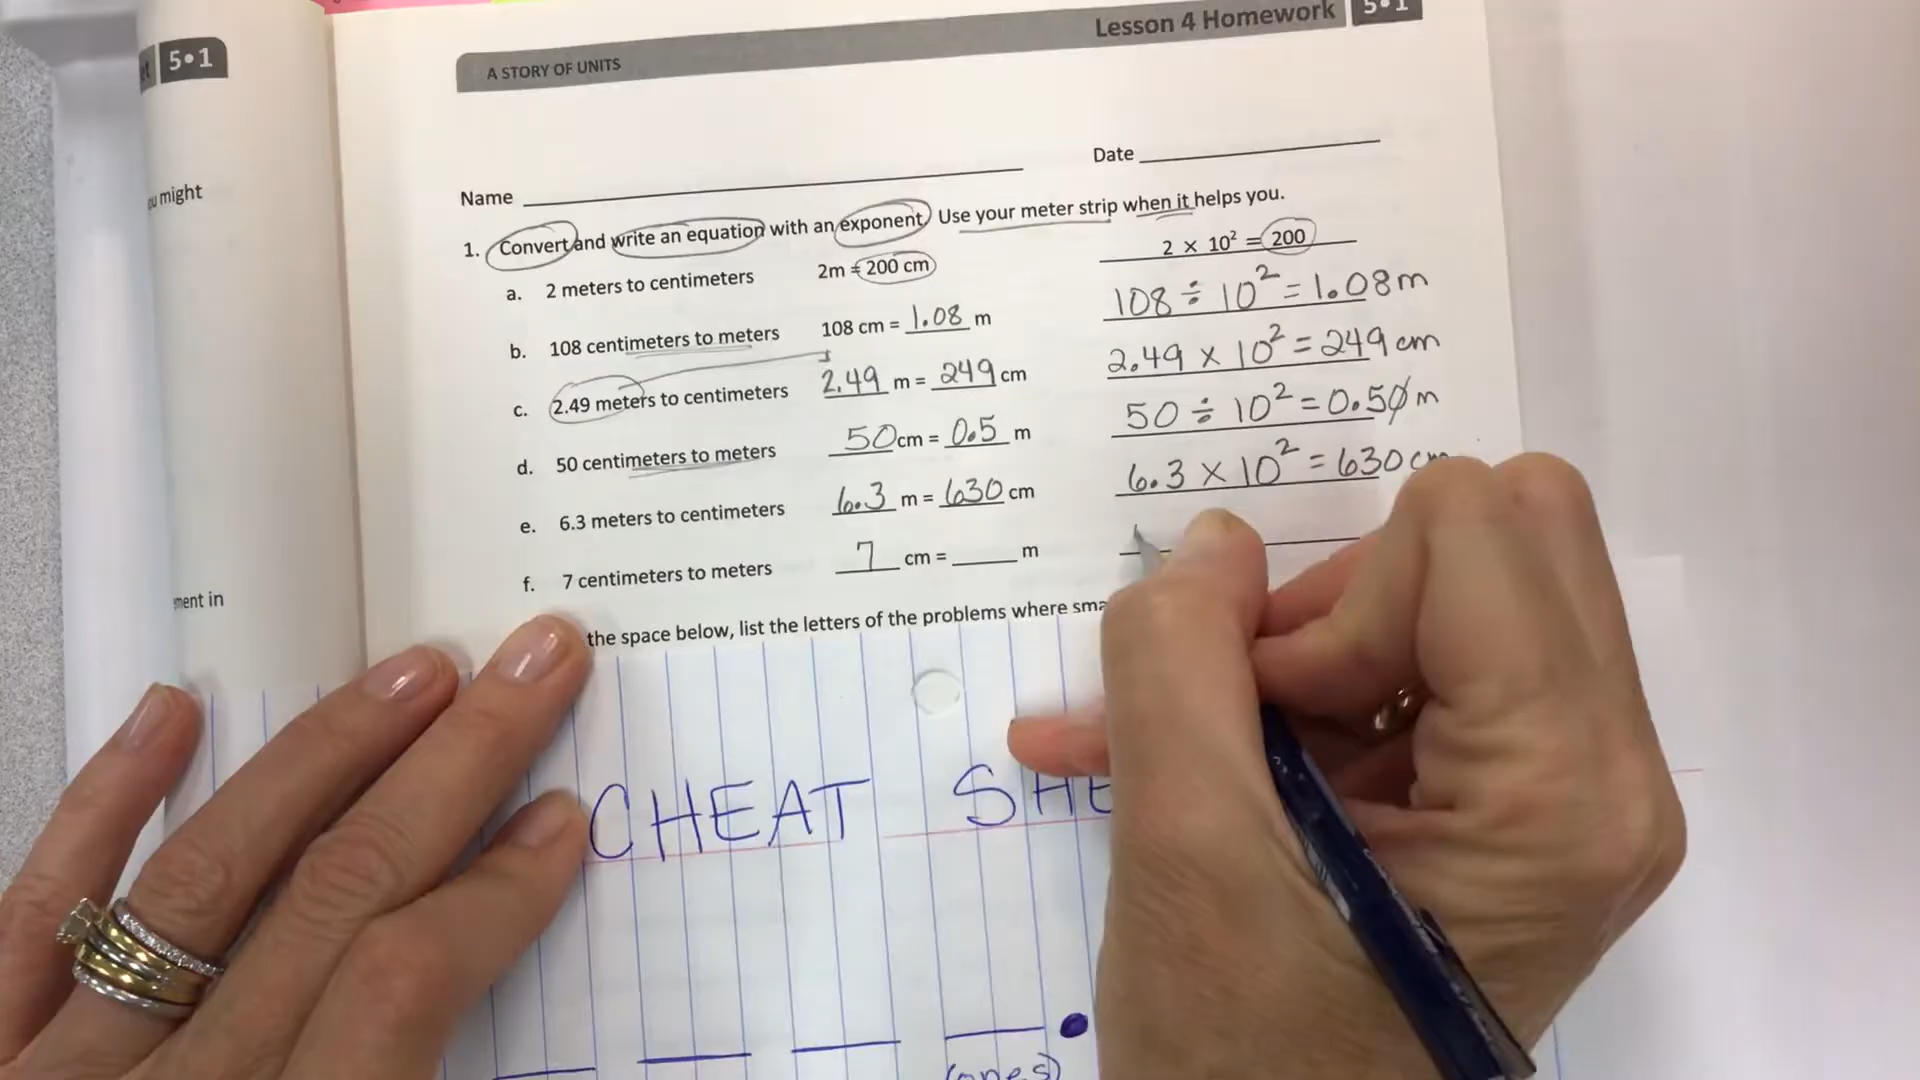 5•1
Lesson 4 Homework 5•1
A STORY OF UNITS
might
Name Date
1. Convert and write an equation with an exponent. Use your meter strip when it helps you.
a. 2 meters to centimeters 2m = 200 cm 2 × 10² = 200
b. 108 centimeters to meters 108 cm = 1.08 m 108 ÷ 10² = 1.08 m
c. 2.49 meters to centimeters 2.49 m = 249 cm 2.49 × 10² = 249 cm
d. 50 centimeters to meters 50 cm = 0.5 m 50 ÷ 10² = 0.50 m
e. 6.3 meters to centimeters 6.3 m = 630 cm 6.3 × 10² = 630 cm
f. 7 centimeters to meters 7 cm = m
ment in
the space below, list the letters of the problems where sma
CHEAT SHE
(ones)